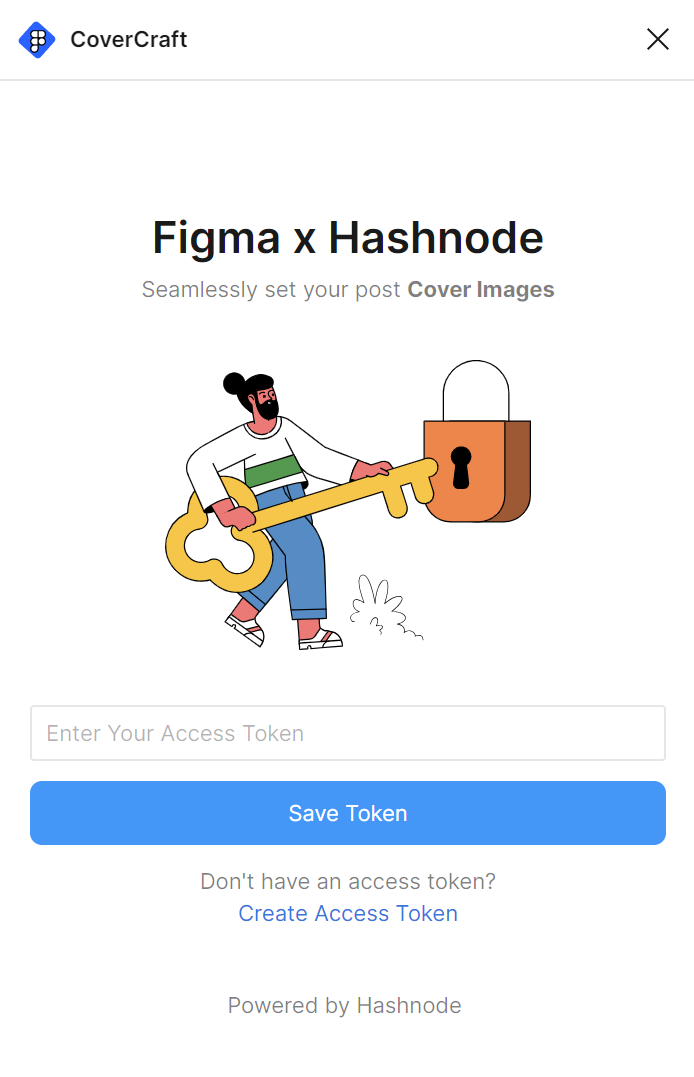 CoverCraft
Figma x Hashnode
Seamlessly set your post Cover Images
Enter Your Access Token
Save Token
Don't have an access token?
Create Access Token
Powered by Hashnode